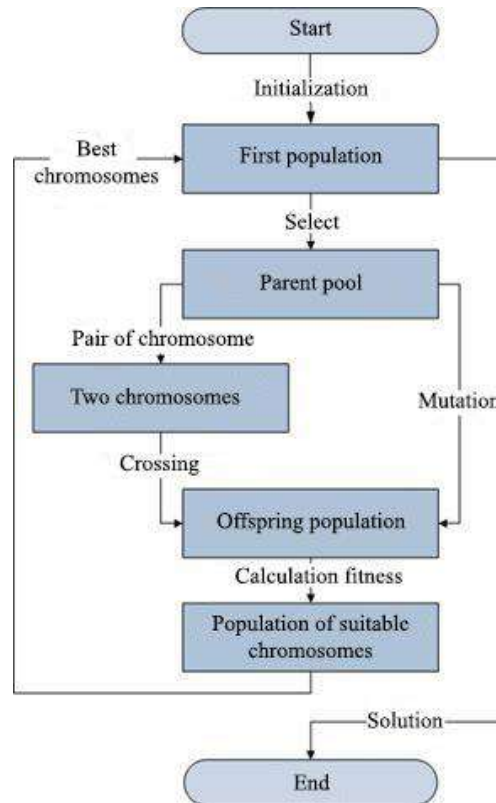 Start
Initialization
Best
chromosomes
First population
Select
Parent pool
Pair of chromosome
Two chromosomes
Mutation
Crossing
Offspring population
Calculation fitness
Population of suitable
chromosomes
Solution
End